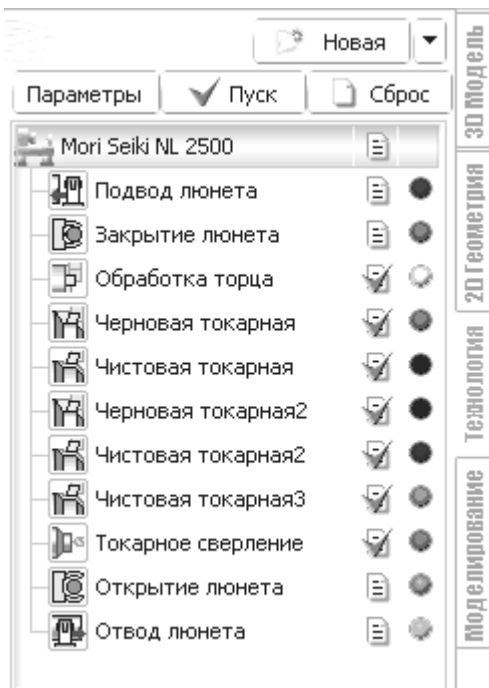 Новая
Параметры Пуск Сброс
Mori Seiki NL 2500
Подвод люнета
Закрытие люнета
Обработка торца
Черновая токарная
Чистовая токарная
Черновая токарная2
Чистовая токарная2
Чистовая токарная3
Токарное сверление
Открытие люнета
Отвод люнета
3D Модель
2D Геометрия
Технология
Моделирование